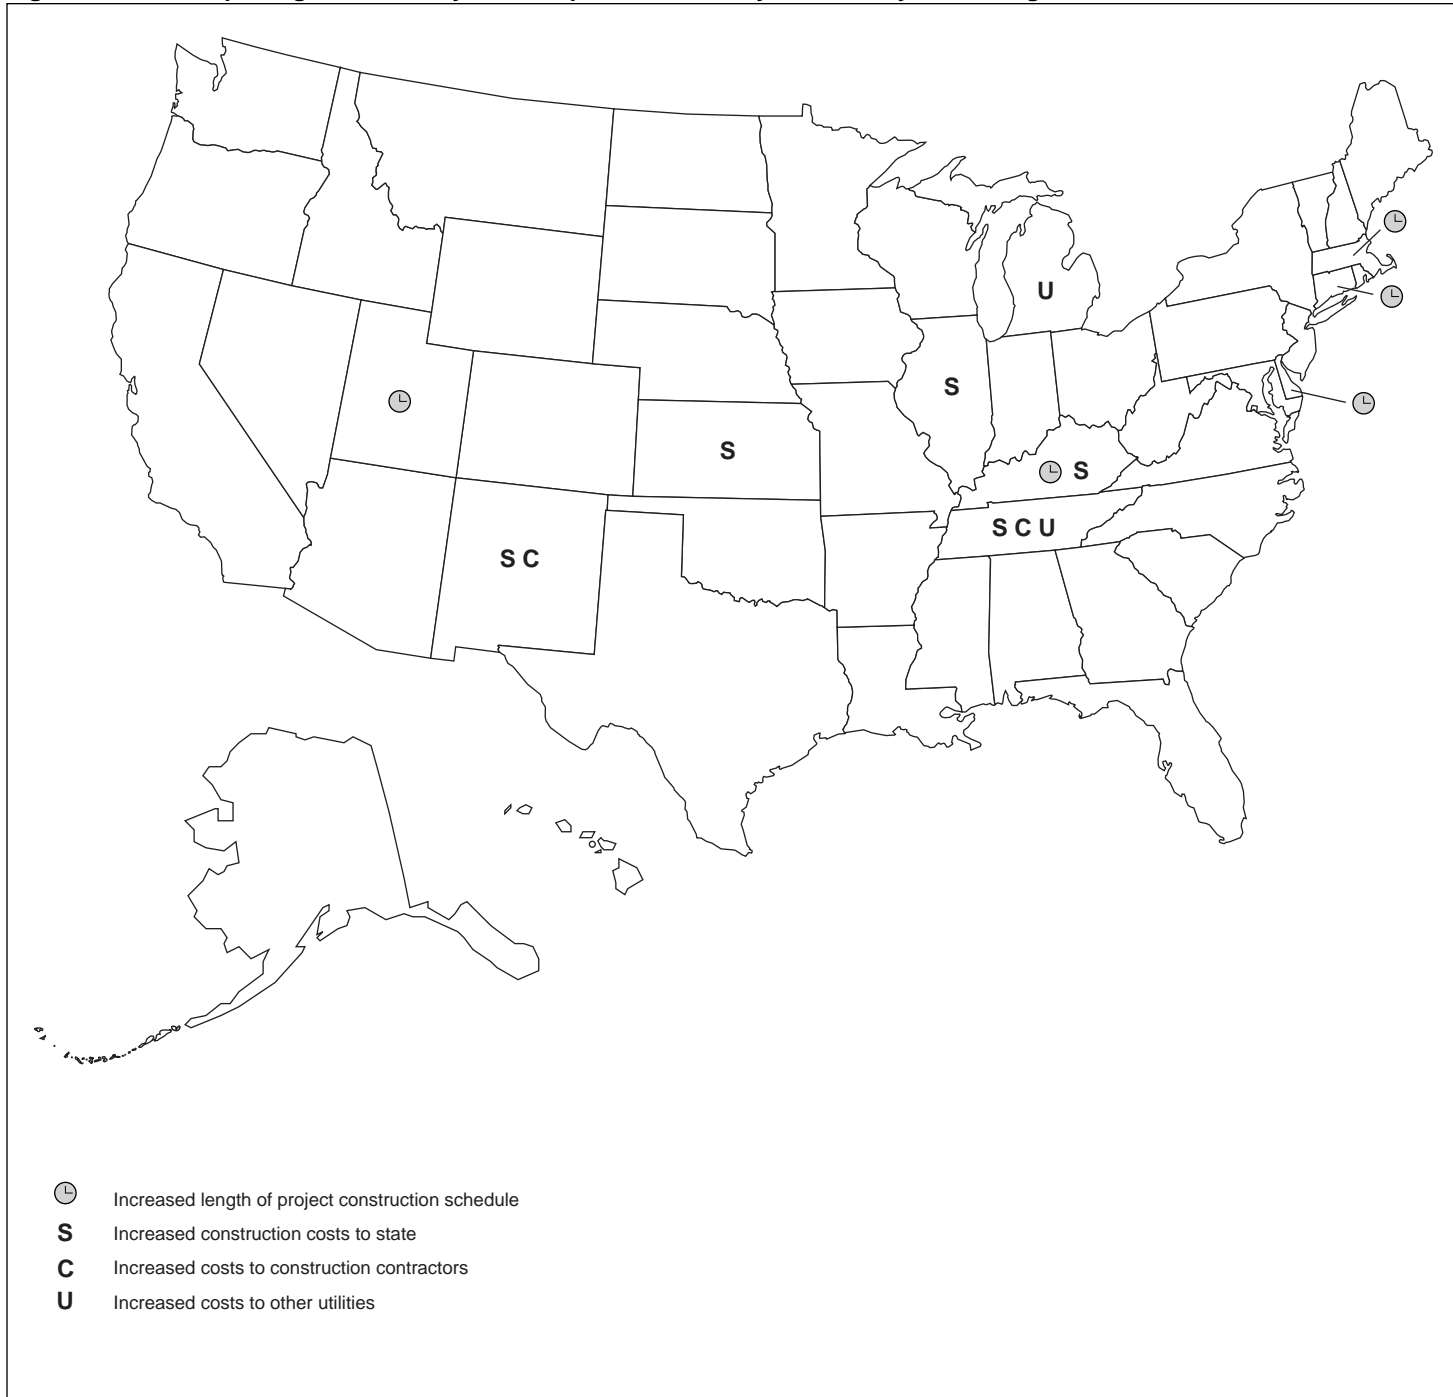 U
S
S
S
S C U
S C
Increased length of project construction schedule
S Increased construction costs to state
C Increased costs to construction contractors
U Increased costs to other utilities